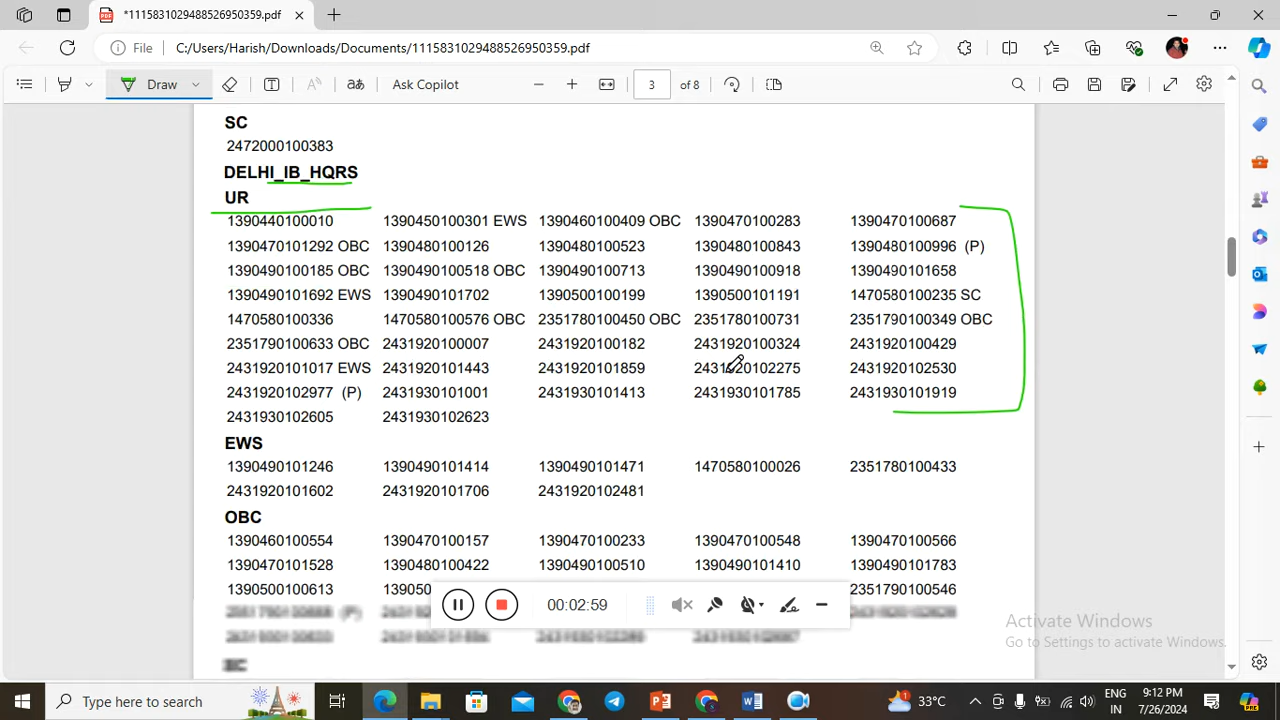 *1115831029488526950359.pdf
File C:/Users/Harish/Downloads/Documents/1115831029488526950359.pdf
Draw Ask Copilot 3 of 8
SC
2472000100383
DELHI_IB_HQRS
UR
1390440100010 1390450100301 EWS 1390460100409 OBC 1390470100283 1390470100687
1390470101292 OBC 1390480100126 1390480100523 1390480100843 1390480100996 (P)
1390490100185 OBC 1390490100518 OBC 1390490100713 1390490100918 1390490101658
1390490101692 EWS 1390490101702 1390500100199 1390500101191 1470580100235 SC
1470580100336 1470580100576 OBC 2351780100450 OBC 2351780100731 2351790100349 OBC
2351790100633 OBC 2431920100007 2431920100182 2431920100324 2431920100429
2431920101017 EWS 2431920101443 2431920101859 2431920102275 2431920102530
2431920102977 (P) 2431930101001 2431930101413 2431930101785 2431930101919
2431930102605 2431930102623
EWS
1390490101246 1390490101414 1390490101471 1470580100026 2351780100433
2431920101602 2431920101706 2431920102481
OBC
1390460100554 1390470100157 1390470100233 1390470100548 1390470100566
1390470101528 1390480100422 1390490100510 1390490101410 1390490101783
1390500100613 13905 2351790100546
(P)
SC
00:02:59
Activate Windows
Go to Settings to activate Windows.
Type here to search 33°C ENG 9:12 PM
IN 7/26/2024